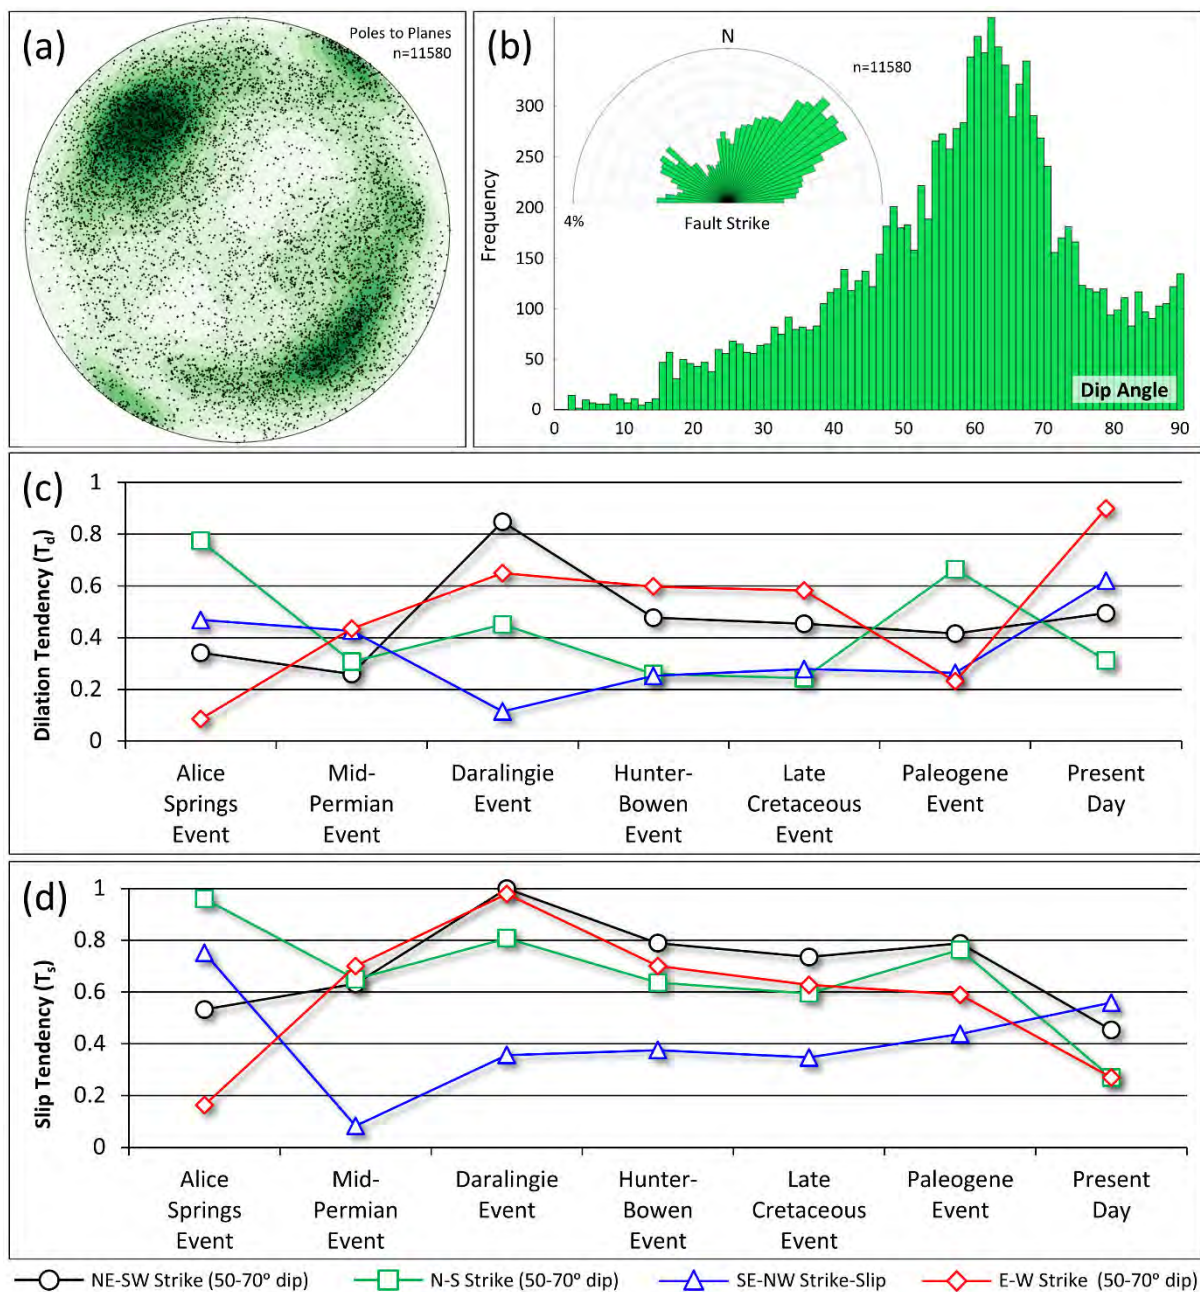 (a)
Poles to Planes
n=11580
(b)
N
n=11580
4%
Fault Strike
Frequency
300
250
200
150
100
50
0
0 10 20 30 40 50 60 70 80 90
Dip Angle
(c)
Dilation Tendency (Td)
1
0.8
0.6
0.4
0.2
0
Alice
Springs
Event
Mid-
Permian
Event
Daralingie
Event
Hunter-
Bowen
Event
Late
Cretaceous
Event
Paleogene
Event
Present
Day
(d)
Slip Tendency (Ts)
1
0.8
0.6
0.4
0.2
0
Alice
Springs
Event
Mid-
Permian
Event
Daralingie
Event
Hunter-
Bowen
Event
Late
Cretaceous
Event
Paleogene
Event
Present
Day
NE-SW Strike (50-70° dip)
N-S Strike (50-70° dip)
SE-NW Strike-Slip
E-W Strike (50-70° dip)